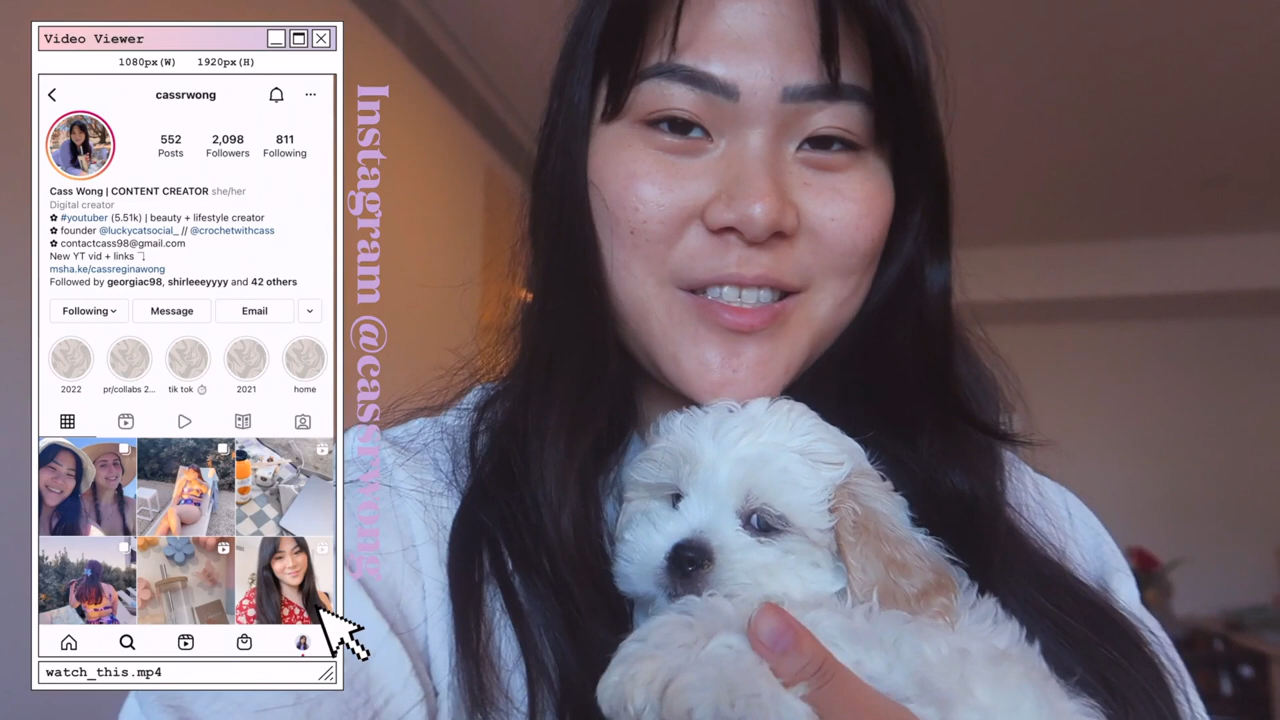 Video Viewer
1080px(W) 1920px(H)
cassrwong
552 2,098 811
Posts Followers Following
Cass Wong | CONTENT CREATOR she/her
Digital creator
✿ #youtuber (5.51k) | beauty + lifestyle creator
✿ founder @luckycatsocial_ // @crochetwithcass
✿ contactcass98@gmail.com
New YT vid + links ⤵
msha.ke/cassreginawong
Followed by georgiac98, shirleeeyyyy and 42 others
Following Message Email
2022 pr/collabs 2... tik tok ⏱ 2021 home
watch_this.mp4
Instagram @cassrwong